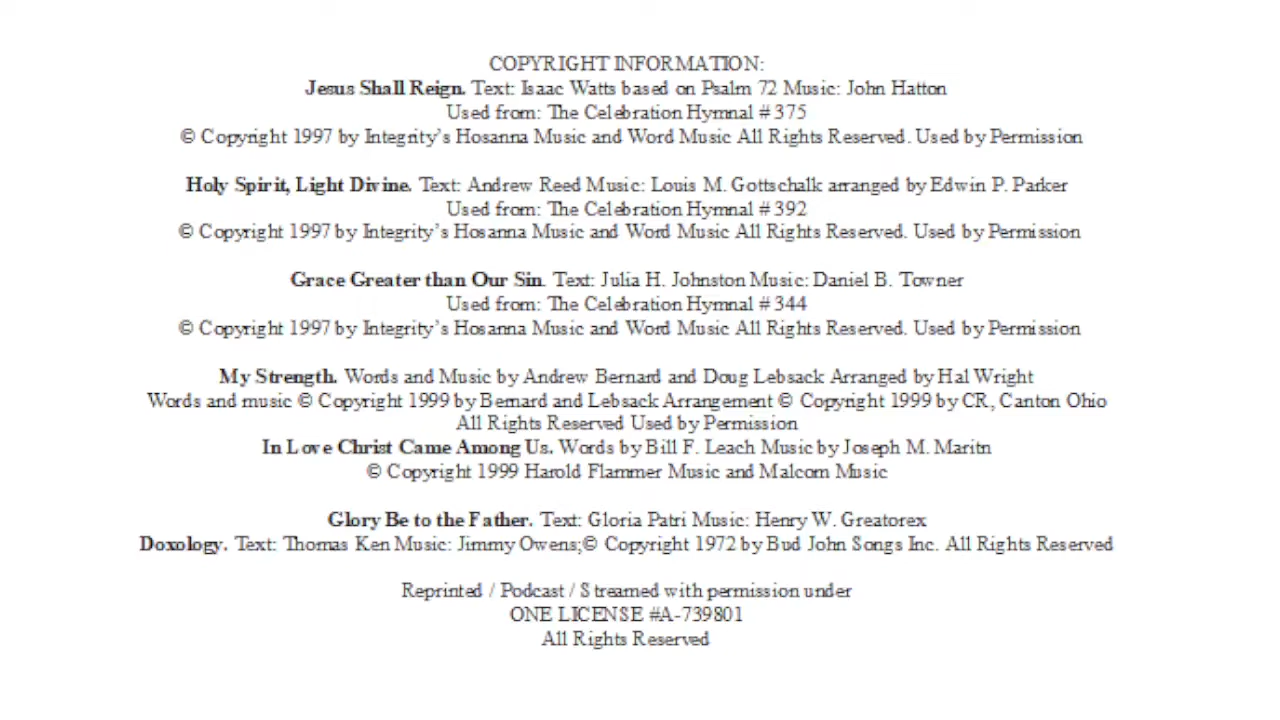 COPYRIGHT INFORMATION:
Jesus Shall Reign. Text: Isaac Watts based on Psalm 72 Music: John Hatton
Used from: The Celebration Hymnal # 375
© Copyright 1997 by Integrity's Hosanna Music and Word Music All Rights Reserved. Used by Permission
Holy Spirit, Light Divine. Text: Andrew Reed Music: Louis M. Gottschalk arranged by Edwin P. Parker
Used from: The Celebration Hymnal # 392
© Copyright 1997 by Integrity's Hosanna Music and Word Music All Rights Reserved. Used by Permission
Grace Greater than Our Sin. Text: Julia H. Johnston Music: Daniel B. Towner
Used from: The Celebration Hymnal # 344
© Copyright 1997 by Integrity's Hosanna Music and Word Music All Rights Reserved. Used by Permission
My Strength. Words and Music by Andrew Bernard and Doug Lebsack Arranged by Hal Wright
Words and music © Copyright 1999 by Bernard and Lebsack Arrangement © Copyright 1999 by CR, Canton Ohio
All Rights Reserved Used by Permission
In Love Christ Came Among Us. Words by Bill F. Leach Music by Joseph M. Maritn
© Copyright 1999 Harold Flammer Music and Malcom Music
Glory Be to the Father. Text: Gloria Patri Music: Henry W. Greatorex
Doxology. Text: Thomas Ken Music: Jimmy Owens;© Copyright 1972 by Bud John Songs Inc. All Rights Reserved
Reprinted / Podcast / Streamed with permission under
ONE LICENSE #A-739801
All Rights Reserved